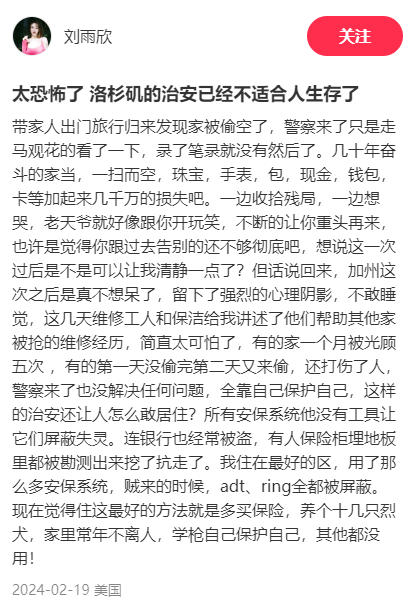 刘雨欣
关注
太恐怖了 洛杉矶的治安已经不适合人生存了
带家人出门旅行归来发现家被偷空了，警察来了只是走
马观花的看了一下，录了笔录就没有然后了。几十年奋
斗的家当，一扫而空，珠宝，手表，包，现金，钱包，
卡等加起来几千万的损失吧。一边收拾残局，一边想
哭，老天爷就好像跟你开玩笑，不断的让你重头再来，
也许是觉得你跟过去告别的还不够彻底吧，想说这一次
过后是不是可以让我清静一点了？但话说回来，加州这
次之后是真不想呆了，留下了强烈的心理阴影，不敢睡
觉，这几天维修工人和保洁给我讲述了他们帮助其他家
被抢的维修经历，简直太可怕了，有的家一个月被光顾
五次 ，有的第一天没偷完第二天又来偷，还打伤了人，
警察来了也没解决任何问题，全靠自己保护自己，这样
的治安还让人怎么敢居住？所有安保系统他没有工具让
它们屏蔽失灵。连银行也经常被盗，有人保险柜埋地板
里都被勘测出来挖了抗走了。我住在最好的区，用了那
么多安保系统，贼来的时候，adt、ring全都被屏蔽。
现在觉得住这最好的方法就是多买保险，养个十几只烈
犬，家里常年不离人，学枪自己保护自己，其他都没
用！
2024-02-19 美国